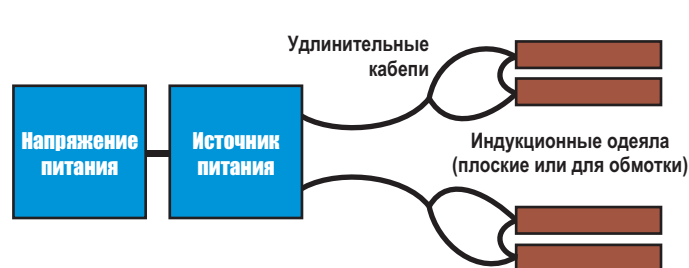 Удлинительные
кабепи
Напряжение
питания
Источник
питания
Индукционные одеяла
(плоские или для обмотки)